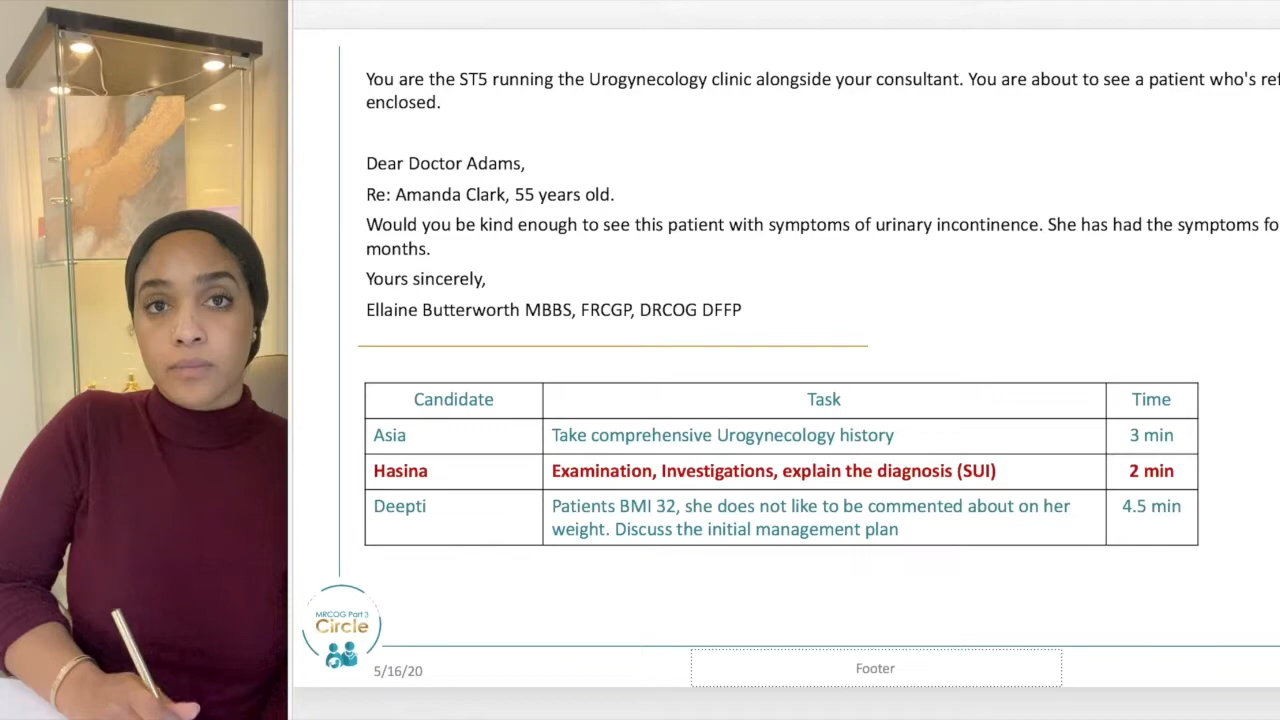 You are the ST5 running the Urogynecology clinic alongside your consultant. You are about to see a patient who's
enclosed.
Dear Doctor Adams,
Re: Amanda Clark, 55 years old.
Would you be kind enough to see this patient with symptoms of urinary incontinence. She has had the symptoms
months.
Yours sincerely,
Ellaine Butterworth MBBS, FRCGP, DRCOG DFFP
Candidate Task Time
Asia Take comprehensive Urogynecology history 3 min
Hasina Examination, Investigations, explain the diagnosis (SUI) 2 min
Deepti Patients BMI 32, she does not like to be commented about on her 4.5 min
weight. Discuss the initial management plan
MRCOG Part 3
Circle
5/16/20
Footer